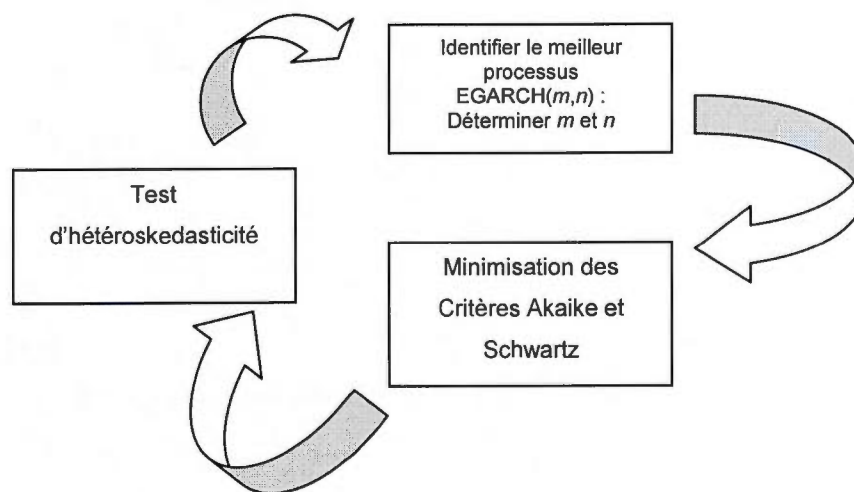 Identifier le meilleur
processus
EGARCH(m,n) :
Déterminer m et n
Test
d'hétéroskedasticité
Minimisation des
Critères Akaike et
Schwartz